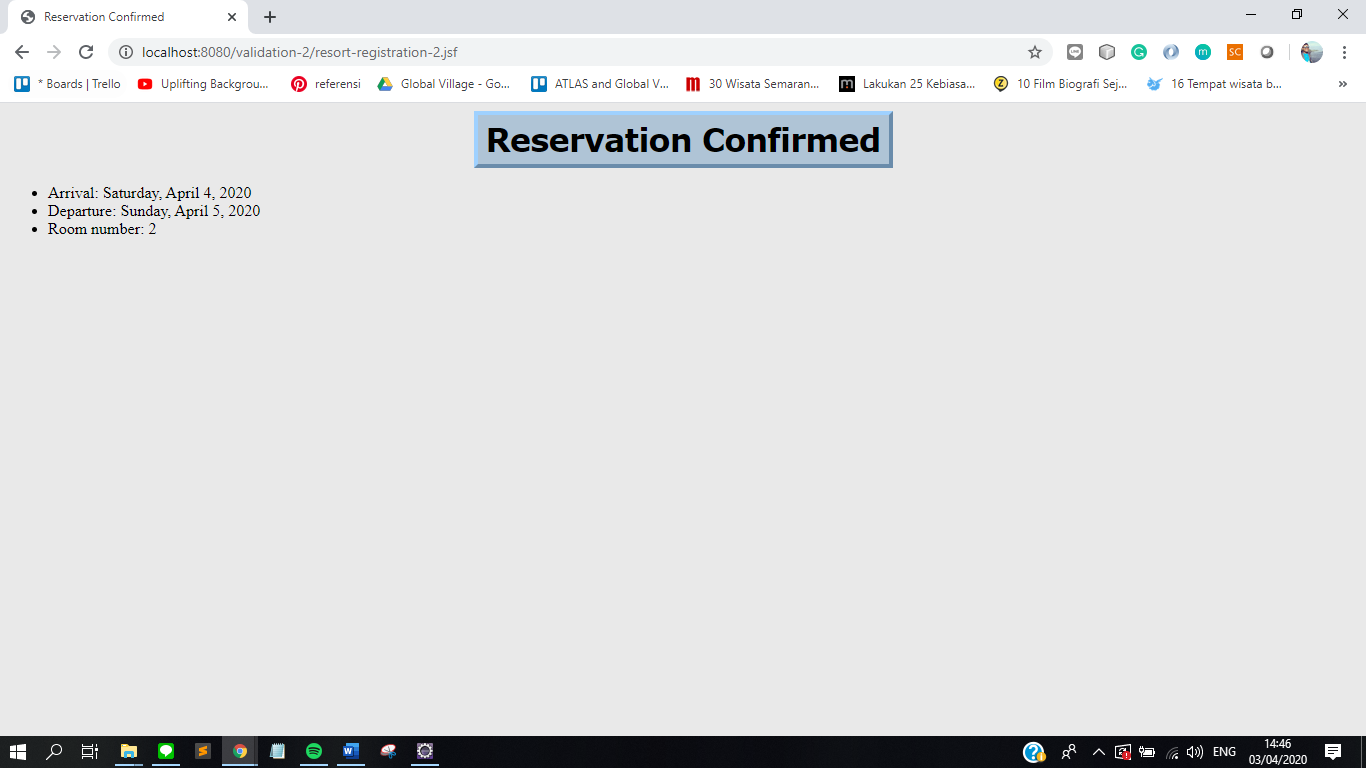 Reservation Confirmed
localhost:8080/validation-2/resort-registration-2.jsf
* Boards | Trello
Uplifting Backgrou...
referensi
Global Village - Go...
ATLAS and Global V...
30 Wisata Semaran...
Lakukan 25 Kebiasa...
10 Film Biografi Sej...
16 Tempat wisata b...
»
Reservation Confirmed
• Arrival: Saturday, April 4, 2020
• Departure: Sunday, April 5, 2020
• Room number: 2
ENG
14:46
03/04/2020